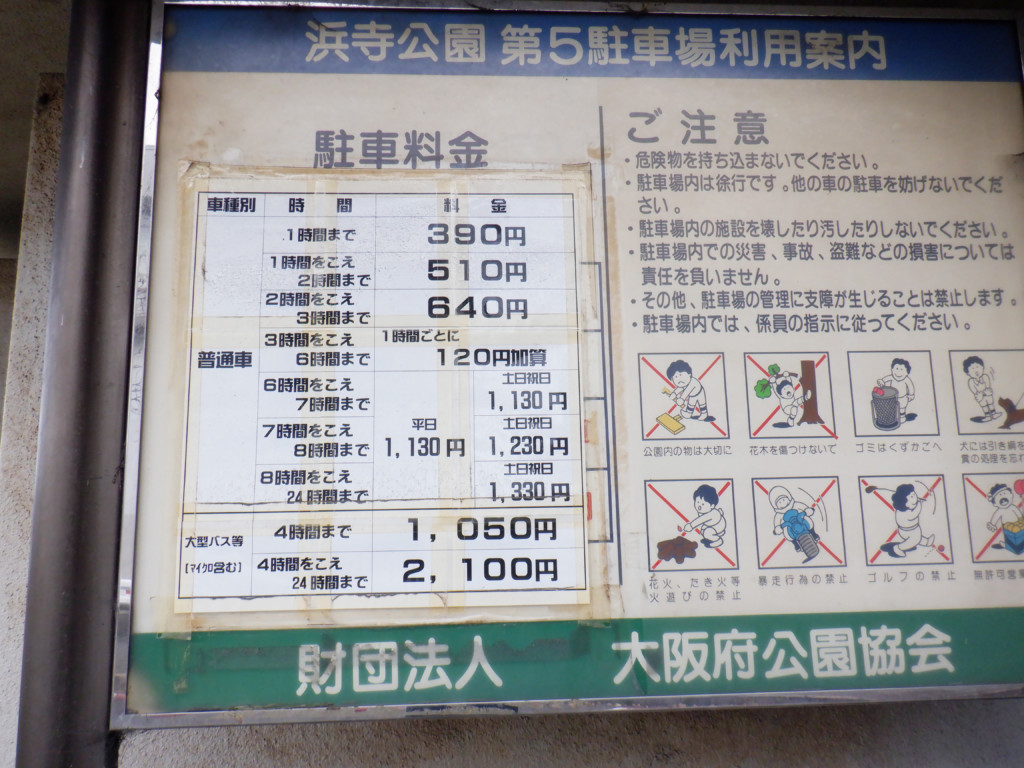 浜寺公園 第5駐車場利用案内
駐車料金
車種別 時間 料金
普通車
1時間まで 390円
1時間をこえ
2時間まで 510円
2時間をこえ
3時間まで 640円
3時間をこえ 1時間ごとに
6時間まで 120円加算
6時間をこえ 土日祝日
7時間まで 1,130円
平日
1,130円
7時間をこえ 土日祝日
8時間まで 1,230円
8時間をこえ 土日祝日
24時間まで 1,330円
大型バス等
[マイクロ含む]
4時間まで 1,050円
4時間をこえ
24時間まで 2,100円
ご注意
・危険物を持ち込まないでください。
・駐車場内は徐行です。他の車の駐車を妨げないでくだ
さい。
・駐車場内の施設を壊したり汚したりしないでください。
・駐車場内での災害、事故、盗難などの損害については
責任を負いません。
・その他、駐車場の管理に支障が生じることは禁止します。
・駐車場内では、係員の指示に従ってください。
公園内の物は大切に
花木を傷つけないで
ゴミはくずかごへ
犬には引き綱を
糞の処理を忘れ
花火、たき火等
火遊びの禁止
暴走行為の禁止
ゴルフの禁止
無許可営業
財団法人 大阪府公園協会